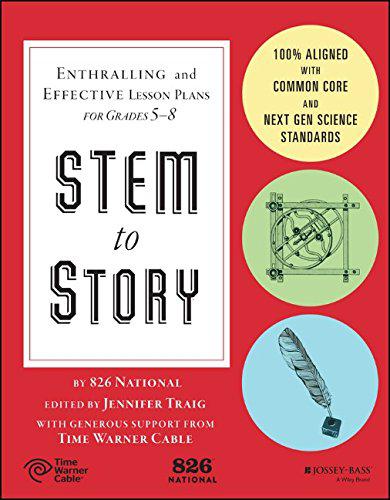 ENTHRALLING and
EFFECTIVE LESSON PLANS
FOR GRADES 5–8
STEM
to
STORY
100% ALIGNED
WITH
COMMON CORE
AND
NEXT GEN SCIENCE
STANDARDS
BY 826 NATIONAL
EDITED BY JENNIFER TRAIG
WITH GENEROUS SUPPORT FROM
TIME WARNER CABLE
Time
Warner
Cable®
826
NATIONAL
JOSSEY-BASS
A Wiley Brand